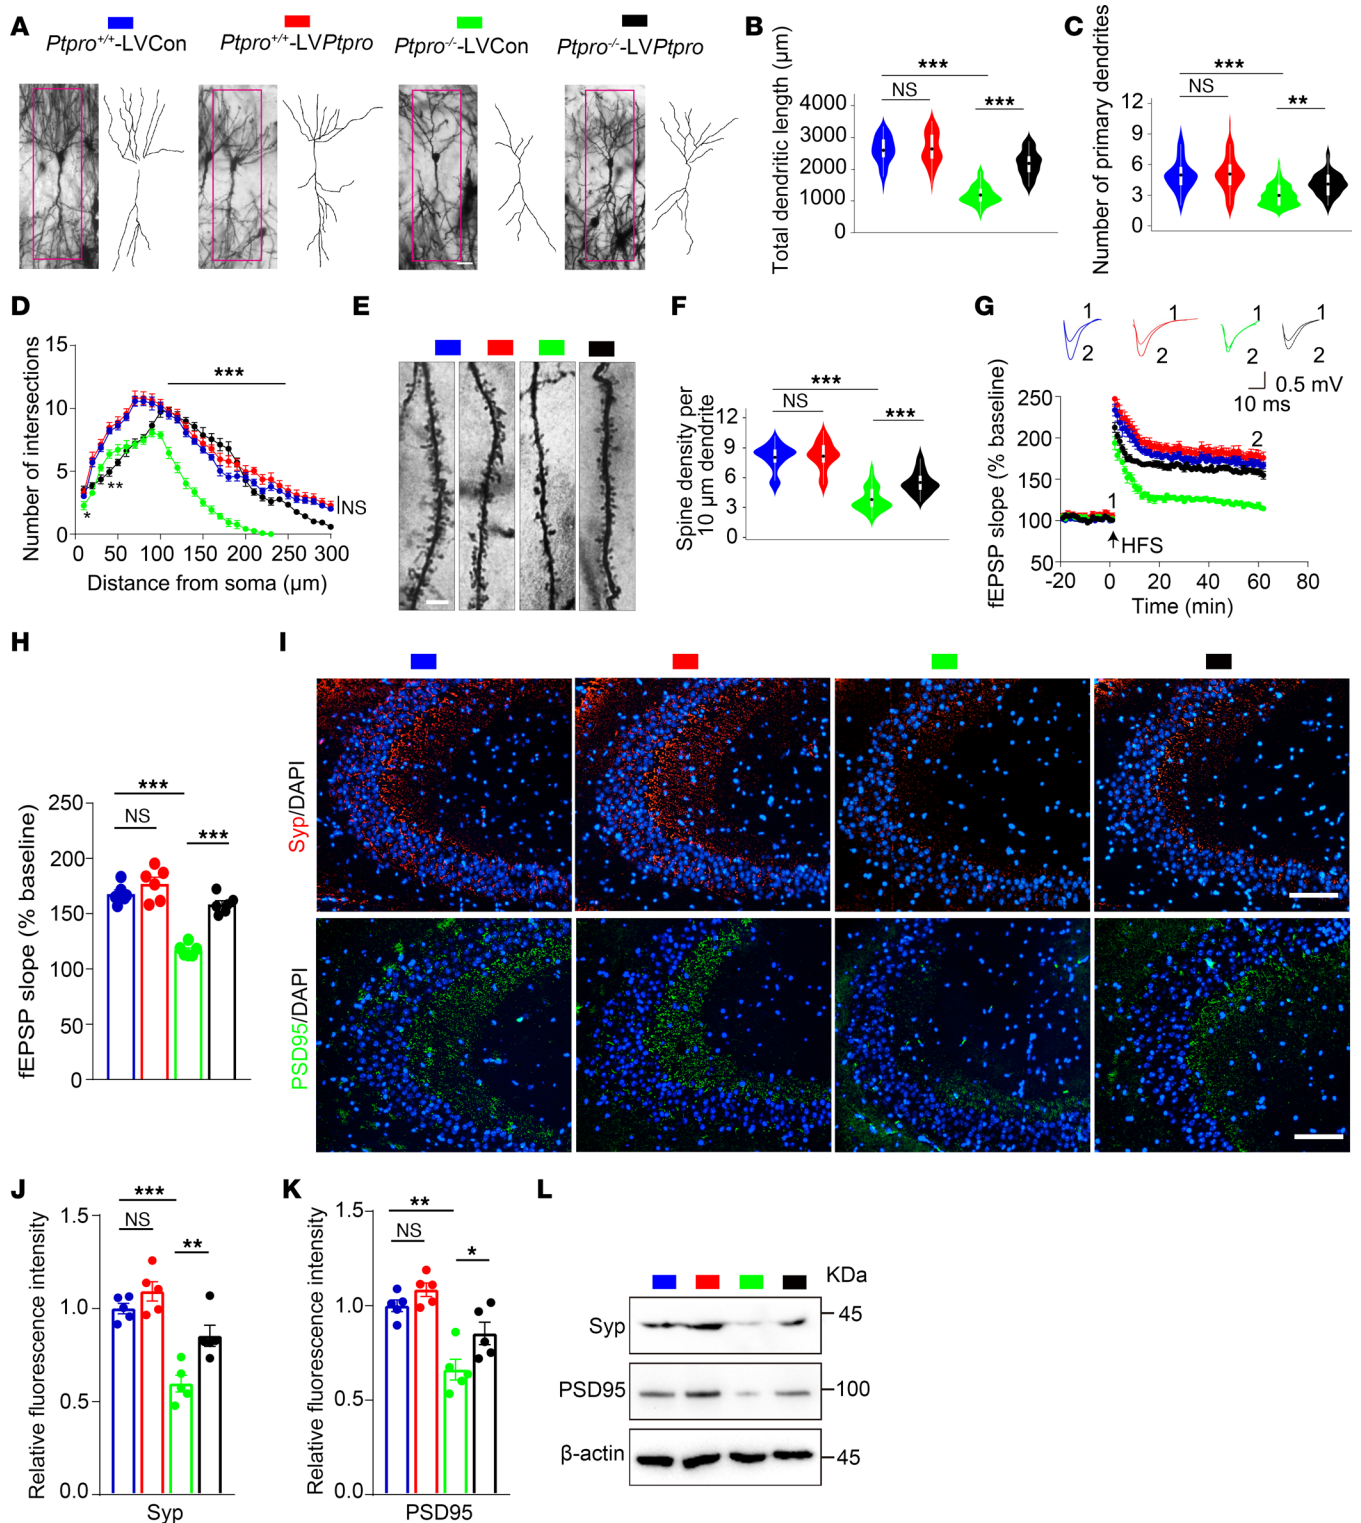 A
Ptpro+/+-LVCon
Ptpro+/+-LVPtpro
Ptpro-/--LVCon
Ptpro-/--LVPtpro
B
Total dendritic length (µm)
4000
3000
2000
1000
0
***
NS
***
C
Number of primary dendrites
12
9
6
3
0
***
NS
**
D
Number of intersections
15
10
5
0
***
**
*
NS
0
50
100
150
200
250
300
Distance from soma (µm)
E
F
Spine density per
10 µm dendrite
12
9
6
3
0
***
NS
***
G
1
2
1
2
1
2
1
2
0.5 mV
10 ms
fEPSP slope (% baseline)
250
200
150
100
50
1
2
HFS
-20
0
20
40
60
80
Time (min)
H
fEPSP slope (% baseline)
250
200
150
100
50
0
***
NS
***
I
Syp/DAPI
PSD95/DAPI
J
Relative fluorescence intensity
1.5
1.0
0.5
0.0
***
NS
**
Syp
K
Relative fluorescence intensity
1.5
1.0
0.5
0.0
**
NS
*
PSD95
L
KDa
Syp
45
PSD95
100
β-actin
45